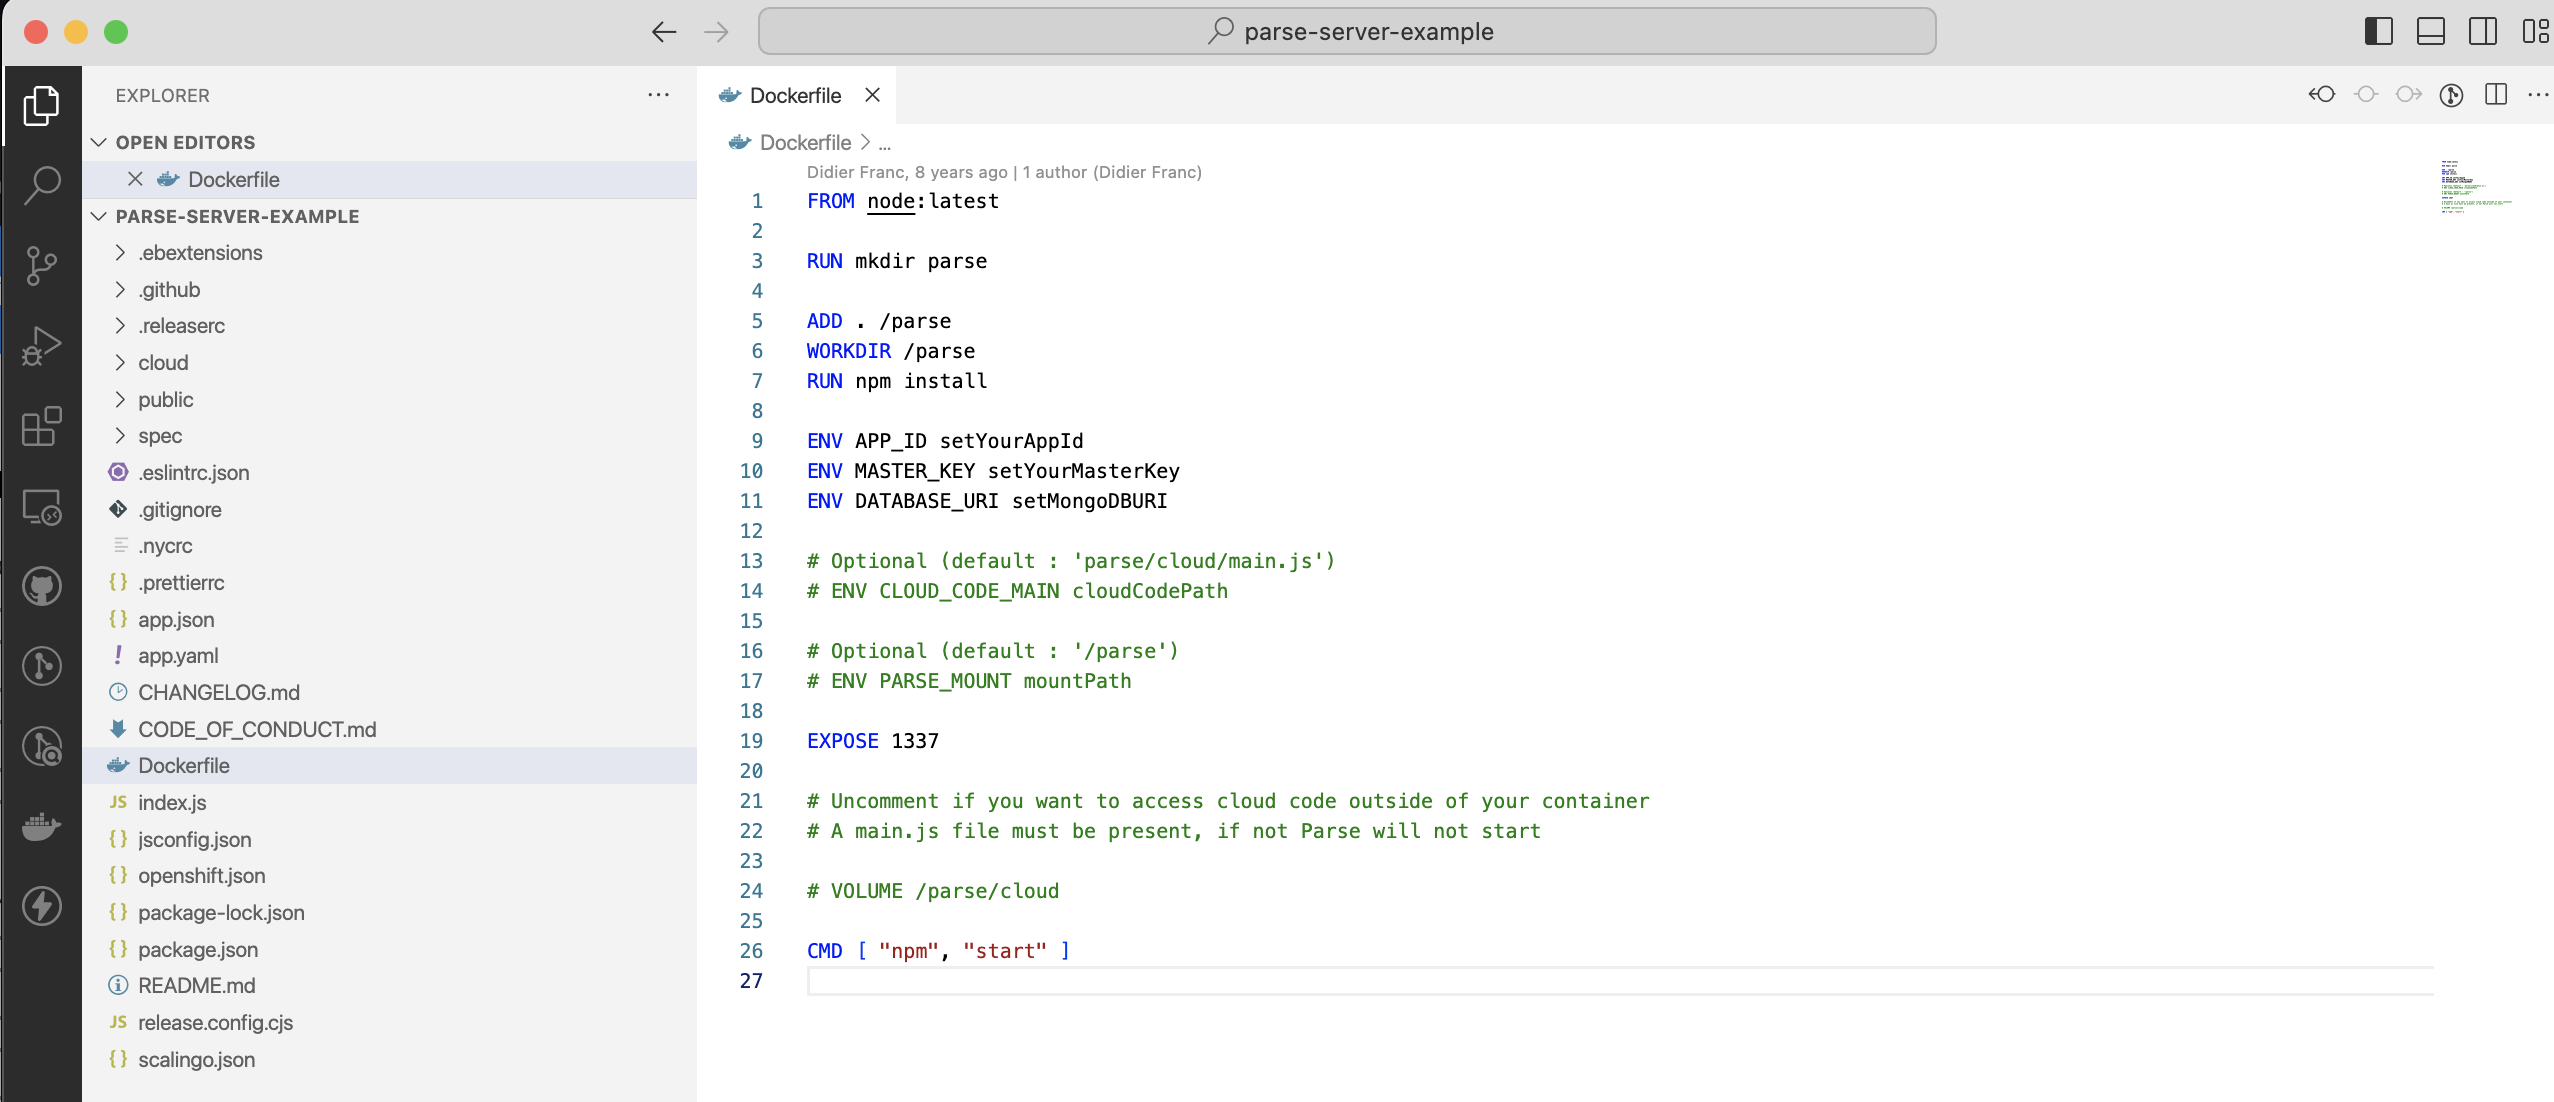 parse-server-example
EXPLORER
OPEN EDITORS
Dockerfile
PARSE-SERVER-EXAMPLE
.ebextensions
.github
.releaserc
cloud
public
spec
.eslintrc.json
.gitignore
.nycrc
{} .prettierrc
{} app.json
! app.yaml
CHANGELOG.md
CODE_OF_CONDUCT.md
Dockerfile
JS index.js
{} jsconfig.json
{} openshift.json
{} package-lock.json
{} package.json
README.md
JS release.config.cjs
{} scalingo.json
Dockerfile
Dockerfile > ...
Didier Franc, 8 years ago | 1 author (Didier Franc)
1 FROM node:latest
2
3 RUN mkdir parse
4
5 ADD . /parse
6 WORKDIR /parse
7 RUN npm install
8
9 ENV APP_ID setYourAppId
10 ENV MASTER_KEY setYourMasterKey
11 ENV DATABASE_URI setMongoDBURI
12
13 # Optional (default : 'parse/cloud/main.js')
14 # ENV CLOUD_CODE_MAIN cloudCodePath
15
16 # Optional (default : '/parse')
17 # ENV PARSE_MOUNT mountPath
18
19 EXPOSE 1337
20
21 # Uncomment if you want to access cloud code outside of your container
22 # A main.js file must be present, if not Parse will not start
23
24 # VOLUME /parse/cloud
25
26 CMD [ "npm", "start" ]
27